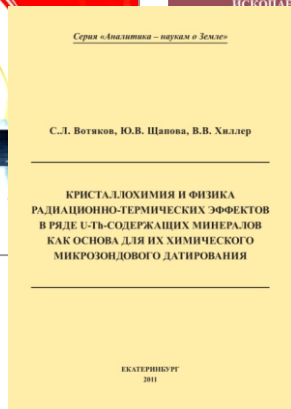 ИСКОПАЕ
Серия «Аналитика – наукам о Земле»
С.Л. Вотяков, Ю.В. Щапова, В.В. Хиллер
КРИСТАЛЛОХИМИЯ И ФИЗИКА
РАДИАЦИОННО-ТЕРМИЧЕСКИХ ЭФФЕКТОВ
В РЯДЕ U-Th-СОДЕРЖАЩИХ МИНЕРАЛОВ
КАК ОСНОВА ДЛЯ ИХ ХИМИЧЕСКОГО
МИКРОЗОНДОВОГО ДАТИРОВАНИЯ
ЕКАТЕРИНБУРГ
2011